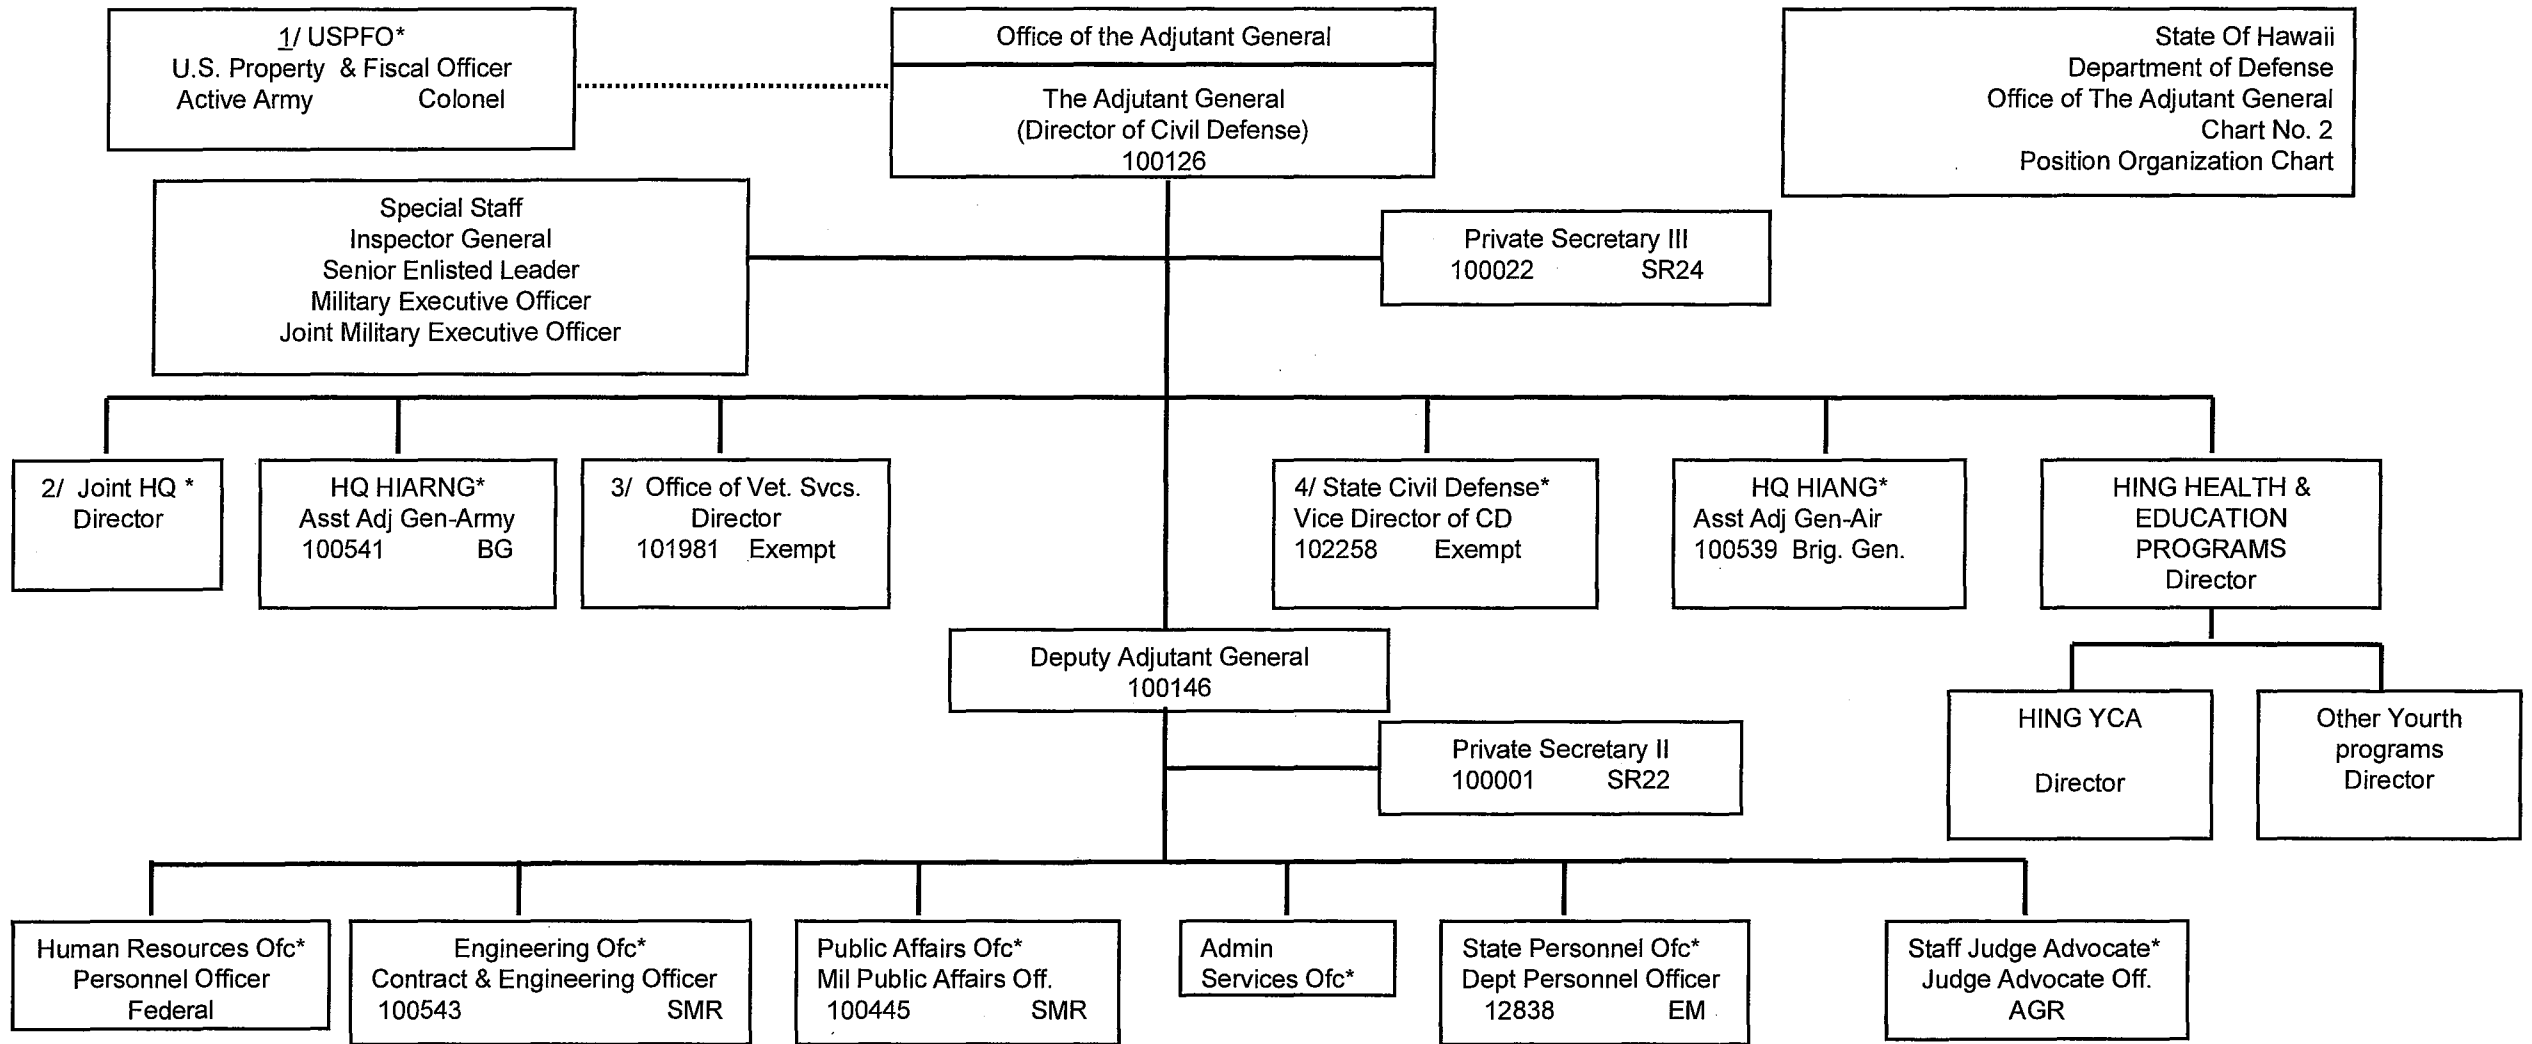 1/ USPFO*
U.S. Property & Fiscal Officer
Active Army Colonel
Office of the Adjutant General
The Adjutant General
(Director of Civil Defense)
100126
State Of Hawaii
Department of Defense
Office of The Adjutant General
Chart No. 2
Position Organization Chart
Special Staff
Inspector General
Senior Enlisted Leader
Military Executive Officer
Joint Military Executive Officer
Private Secretary III
100022 SR24
2/ Joint HQ *
Director
HQ HIARNG*
Asst Adj Gen-Army
100541 BG
3/ Office of Vet. Svcs.
Director
101981 Exempt
4/ State Civil Defense*
Vice Director of CD
102258 Exempt
HQ HIANG*
Asst Adj Gen-Air
100539 Brig. Gen.
HING HEALTH &
EDUCATION
PROGRAMS
Director
Deputy Adjutant General
100146
Private Secretary II
100001 SR22
HING YCA
Director
Other Yourth
programs
Director
Human Resources Ofc*
Personnel Officer
Federal
Engineering Ofc*
Contract & Engineering Officer
100543 SMR
Public Affairs Ofc*
Mil Public Affairs Off.
100445 SMR
Admin
Services Ofc*
State Personnel Ofc*
Dept Personnel Officer
12838 EM
Staff Judge Advocate*
Judge Advocate Off.
AGR